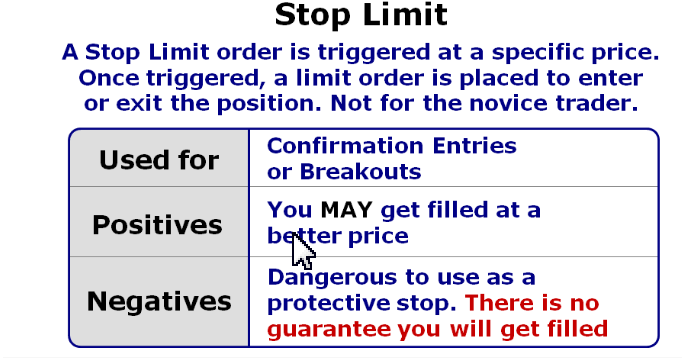 Stop Limit
A Stop Limit order is triggered at a specific price.
Once triggered, a limit order is placed to enter
or exit the position. Not for the novice trader.
Used for
Confirmation Entries
or Breakouts
Positives
You MAY get filled at a
better price
Negatives
Dangerous to use as a
protective stop. There is no
guarantee you will get filled